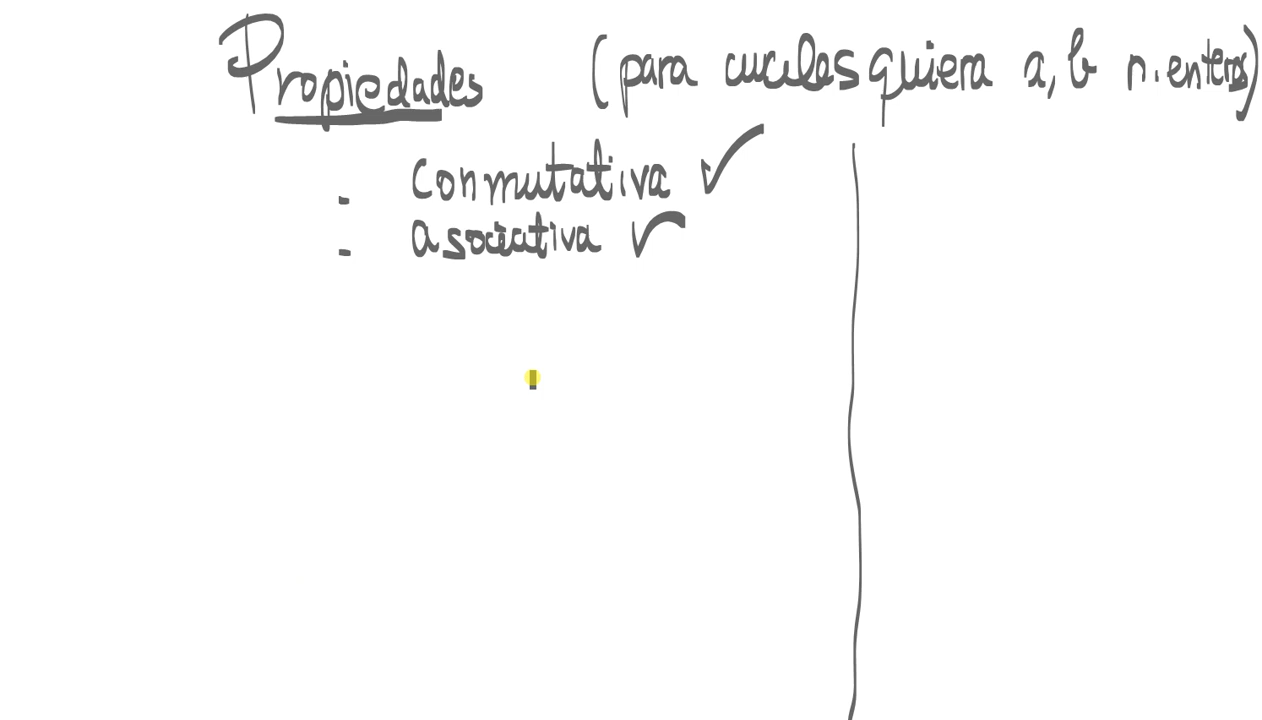 Propiedades (para cualesquiera a, b n. enteros)
- Conmutativa ✓
- asociativa ✓